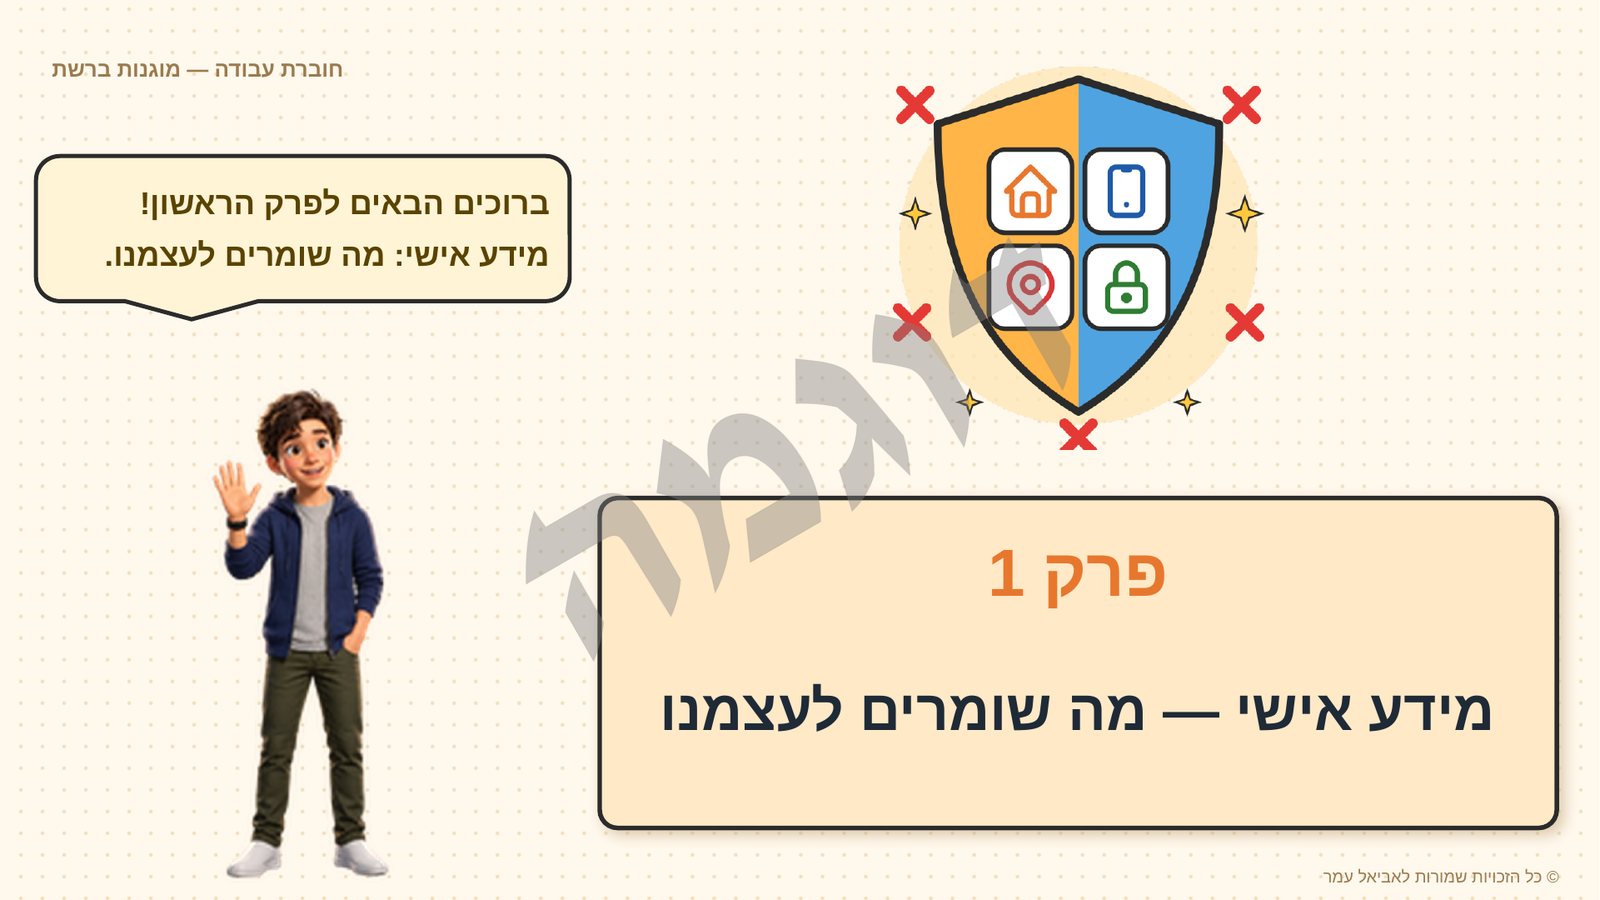 חוברת עבודה — מוגנות ברשת
ברוכים הבאים לפרק הראשון!
מידע אישי: מה שומרים לעצמנו.
דוגמה
פרק 1
מידע אישי — מה שומרים לעצמנו
© כל הזכויות שמורות לאביאל עמר